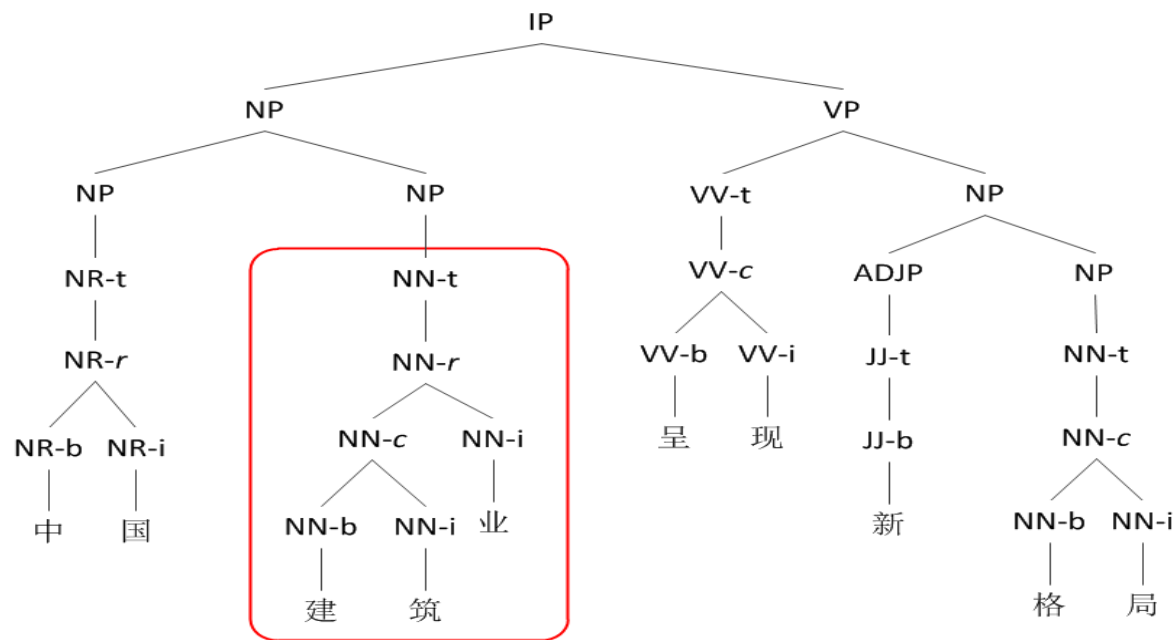 IP
NP VP
NP NP VV-t NP
NR-t NN-t VV-c ADJP NP
NR-r NN-r VV-b VV-i JJ-t NN-t
NR-b NR-i NN-c NN-i 呈 现 JJ-b NN-c
中 国 NN-b NN-i 业 新 NN-b NN-i
建 筑 格 局